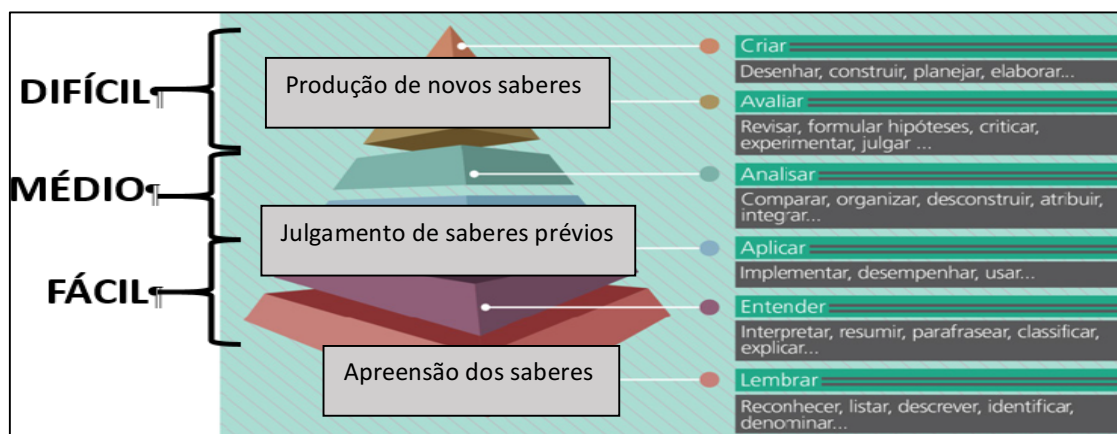 DIFÍCIL¶
MÉDIO¶
FÁCIL¶
Produção de novos saberes
Julgamento de saberes prévios
Apreensão dos saberes
Criar
Desenhar, construir, planejar, elaborar...
Avaliar
Revisar, formular hipóteses, criticar,
experimentar, julgar ...
Analisar
Comparar, organizar, desconstruir, atribuir,
integrar...
Aplicar
Implementar, desempenhar, usar...
Entender
Interpretar, resumir, parafrasear, classificar,
explicar...
Lembrar
Reconhecer, listar, descrever, identificar,
denominar...